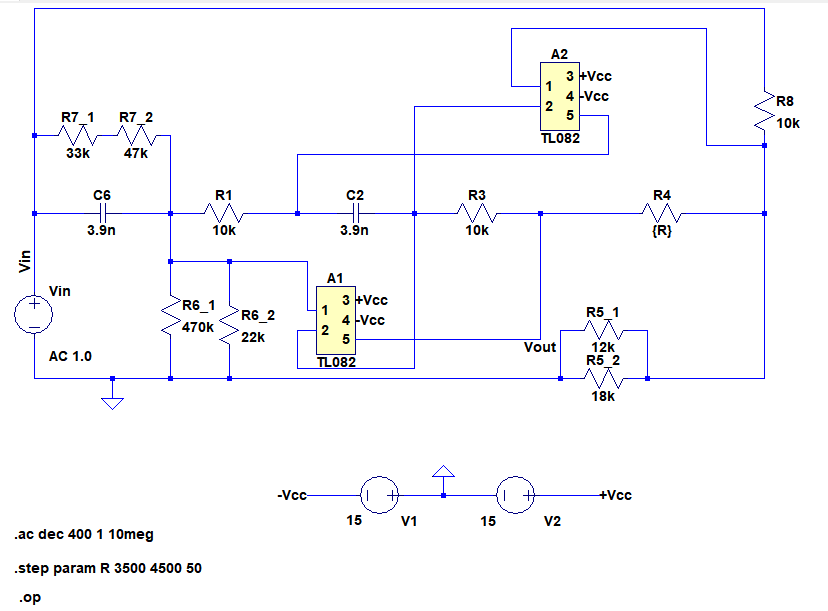 A2
3 +Vcc
1
4 -Vcc
2
5
TL082
R8
10k
R7_1
R7_2
33k
47k
C6
R1
C2
R3
R4
3.9n
10k
3.9n
10k
{R}
Vin
Vin
AC 1.0
A1
3 +Vcc
1
4 -Vcc
2
5
TL082
R6_1
470k
R6_2
22k
Vout
R5_1
12k
R5_2
18k
-Vcc
+Vcc
15
V1
15
V2
.ac dec 400 1 10meg
.step param R 3500 4500 50
.op